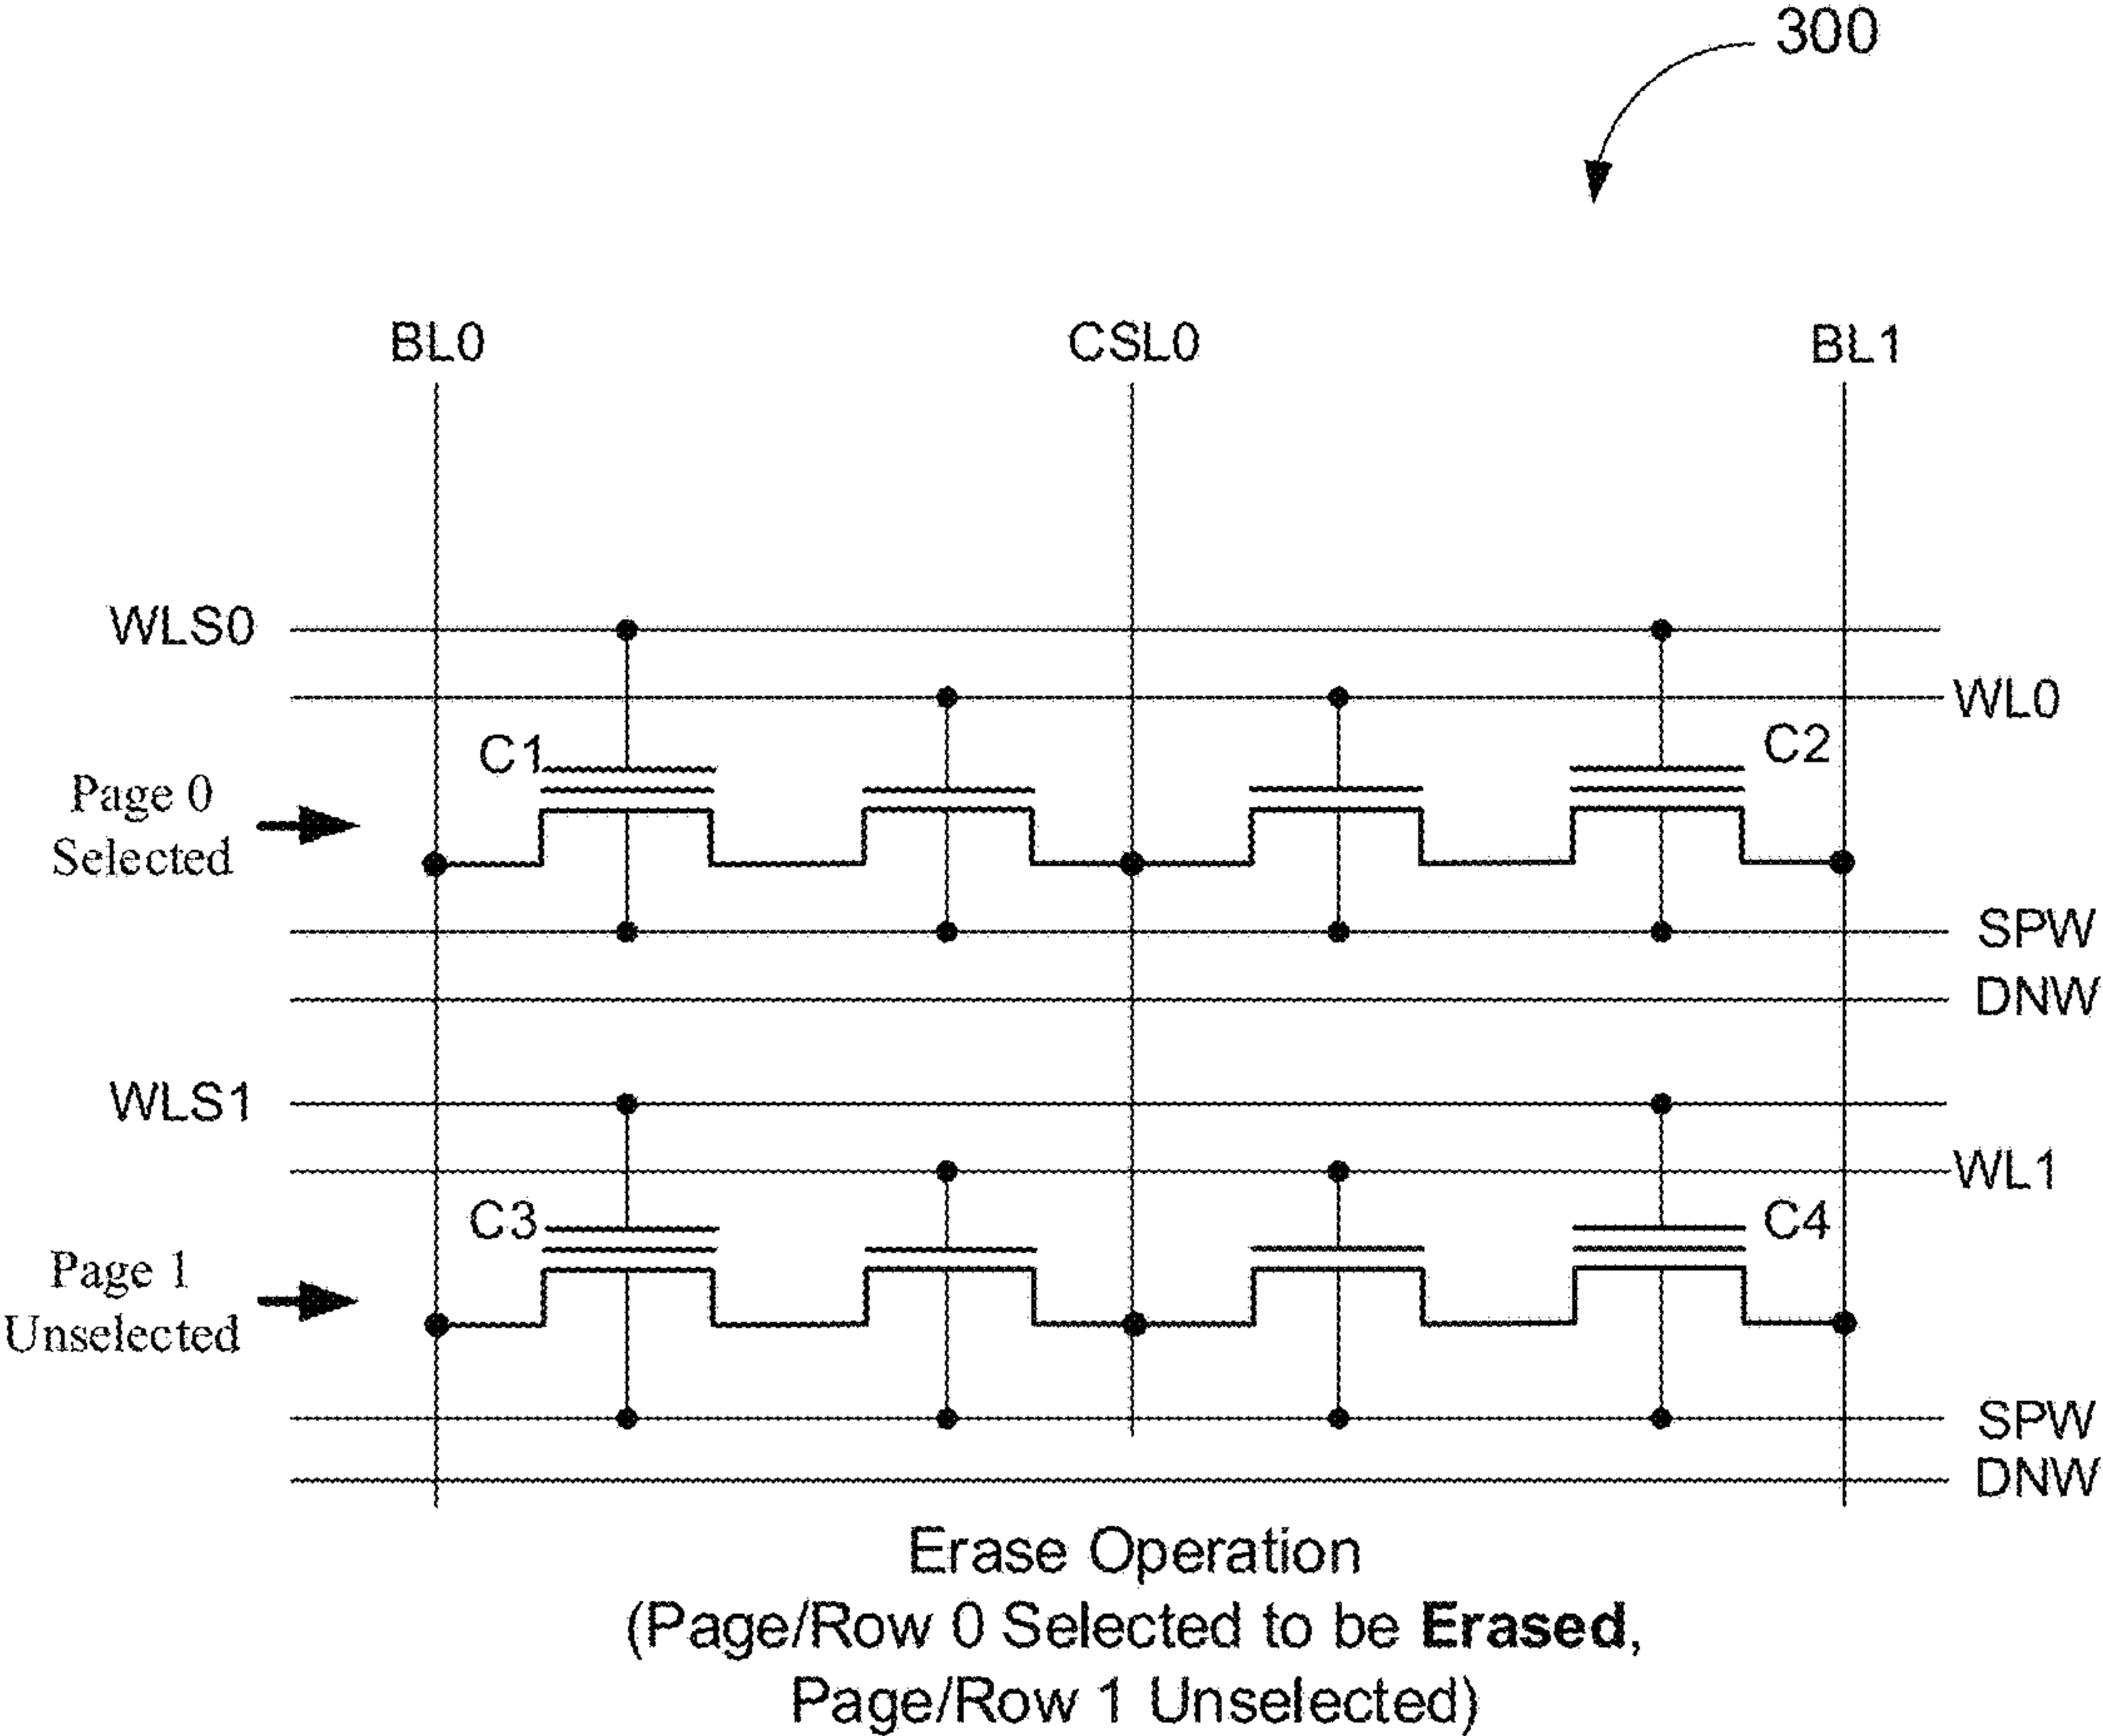 300
BL0 CSL0 BL1
WLS0
WL0
C1 C2
Page 0
Selected
SPW
DNW
WLS1
WL1
C3 C4
Page 1
Unselected
SPW
DNW
Erase Operation
(Page/Row 0 Selected to be Erased,
Page/Row 1 Unselected)